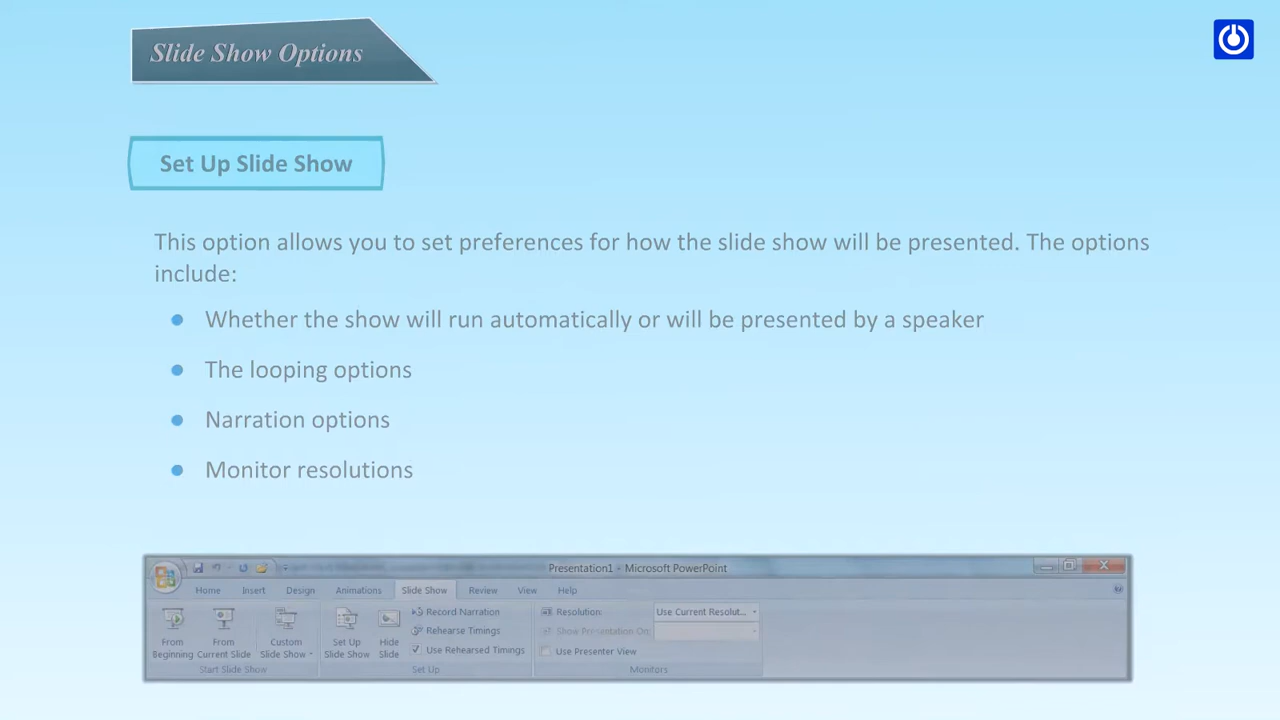 Slide Show Options
Set Up Slide Show
This option allows you to set preferences for how the slide show will be presented. The options
include:
Whether the show will run automatically or will be presented by a speaker
The looping options
Narration options
Monitor resolutions
Presentation1 - Microsoft PowerPoint
Home Insert Design Animations Slide Show Review View Help
From Beginning
From Current Slide
Custom Slide Show
Start Slide Show
Set Up Slide Show
Hide Slide
Record Narration
Rehearse Timings
Use Rehearsed Timings
Set Up
Resolution: Use Current Resolut...
Show Presentation On:
Use Presenter View
Monitors